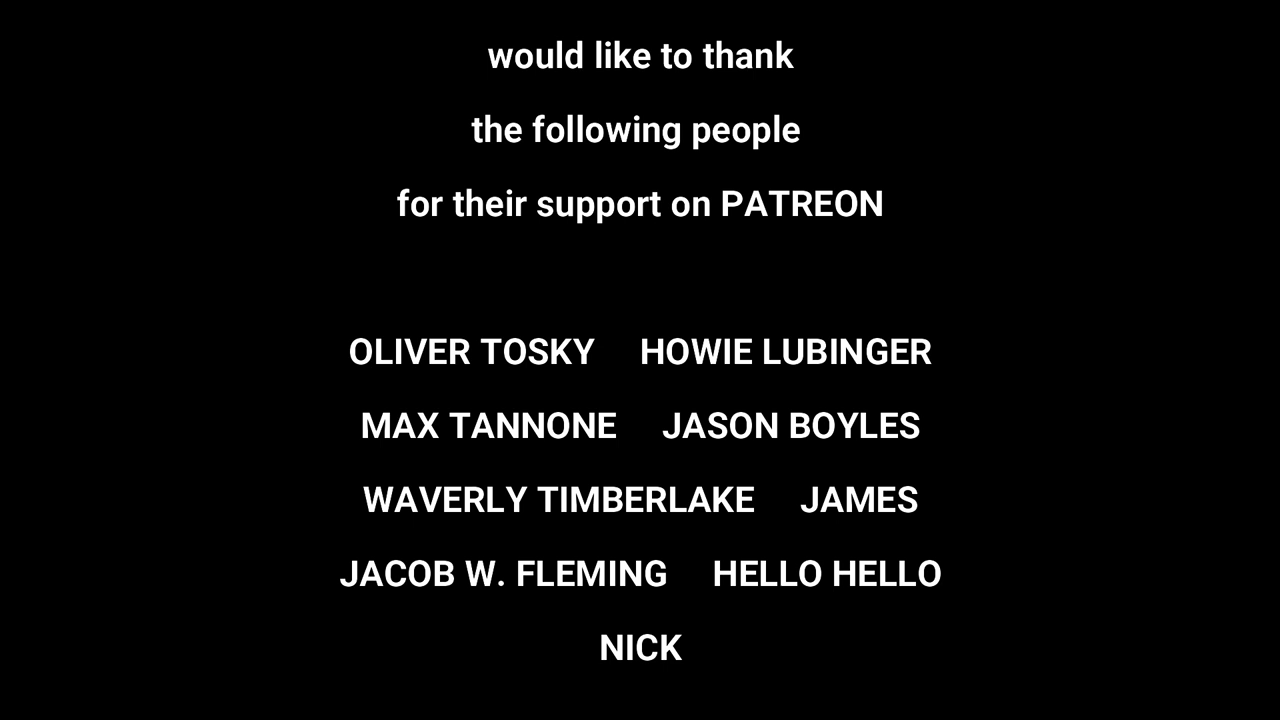 would like to thank
the following people
for their support on PATREON
OLIVER TOSKY HOWIE LUBINGER
MAX TANNONE JASON BOYLES
WAVERLY TIMBERLAKE JAMES
JACOB W. FLEMING HELLO HELLO
NICK